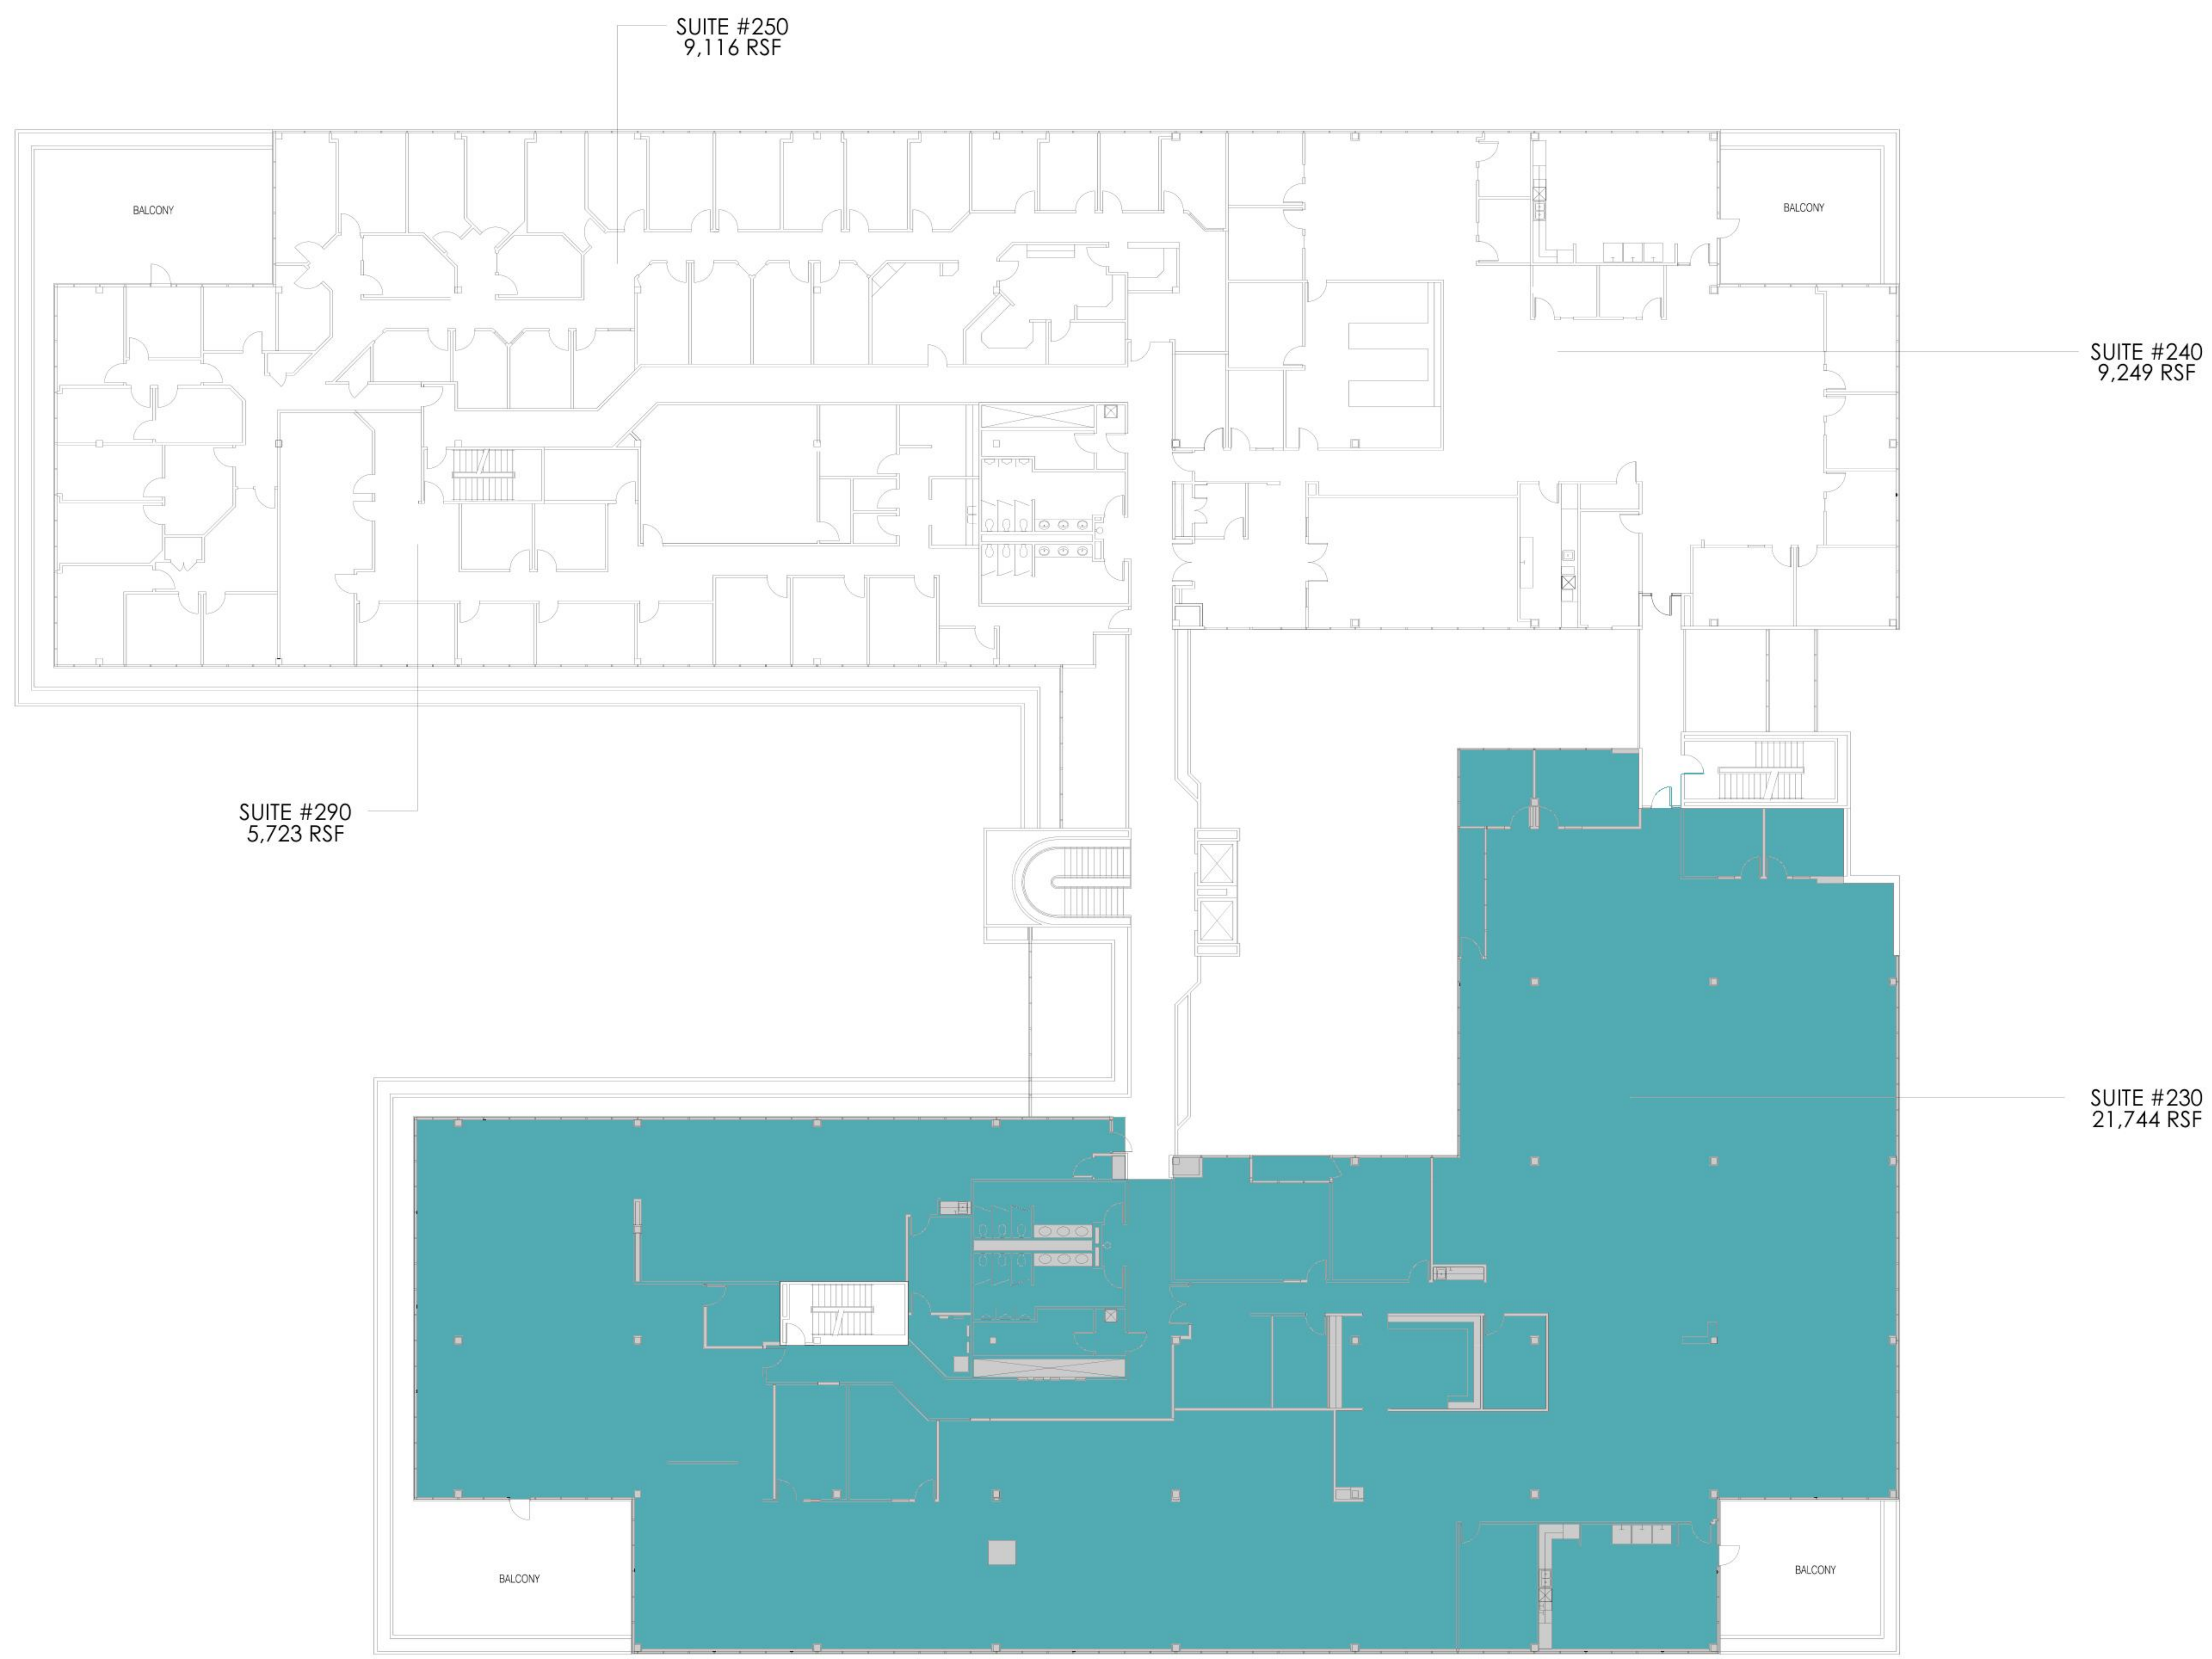 SUITE #250
9,116 RSF
BALCONY
BALCONY
SUITE #240
9,249 RSF
SUITE #290
5,723 RSF
SUITE #230
21,744 RSF
BALCONY
BALCONY